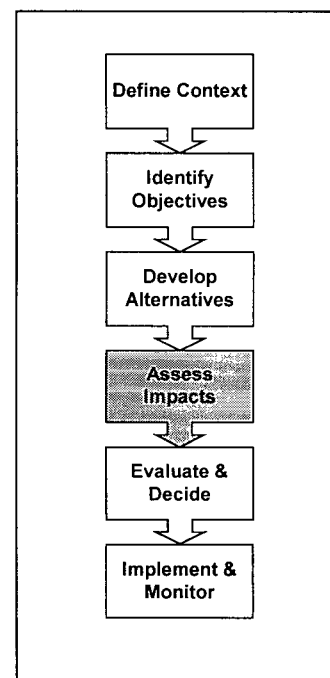 Define Context
Identify
Objectives
Develop
Alternatives
Assess
Impacts
Evaluate &
Decide
Implement &
Monitor